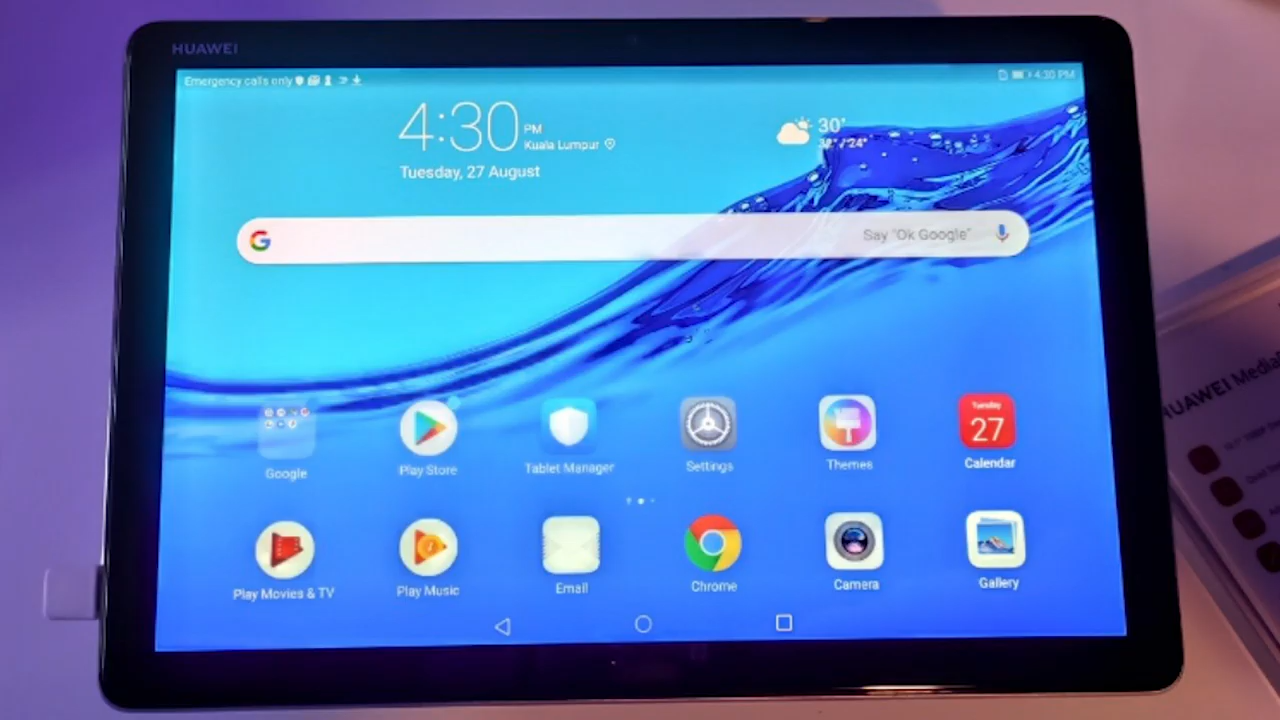 HUAWEI
Emergency calls only
4:30 PM
4:30 PM
Kuala Lumpur
Tuesday, 27 August
30°
G
Say "Ok Google"
Google
Play Store
Tablet Manager
Settings
Themes
Tuesday
27
Calendar
Play Movies & TV
Play Music
Email
Chrome
Camera
Gallery
HUAWEI Media